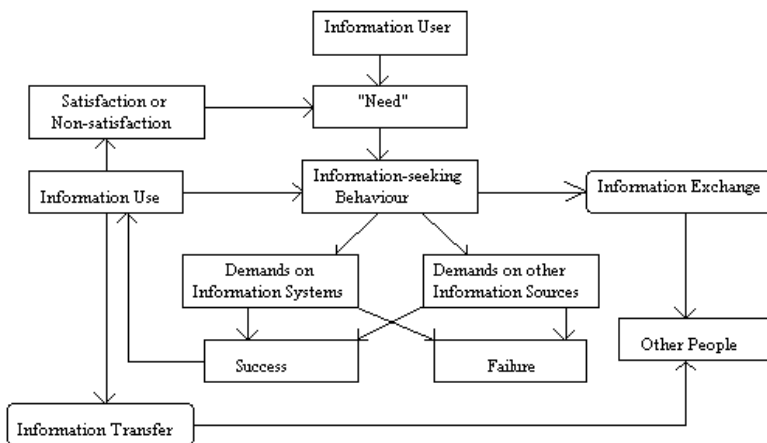 Information User
Satisfaction or
Non-satisfaction
"Need"
Information Use
Information-seeking
Behaviour
Information Exchange
Demands on
Information Systems
Demands on other
Information Sources
Success
Failure
Other People
Information Transfer